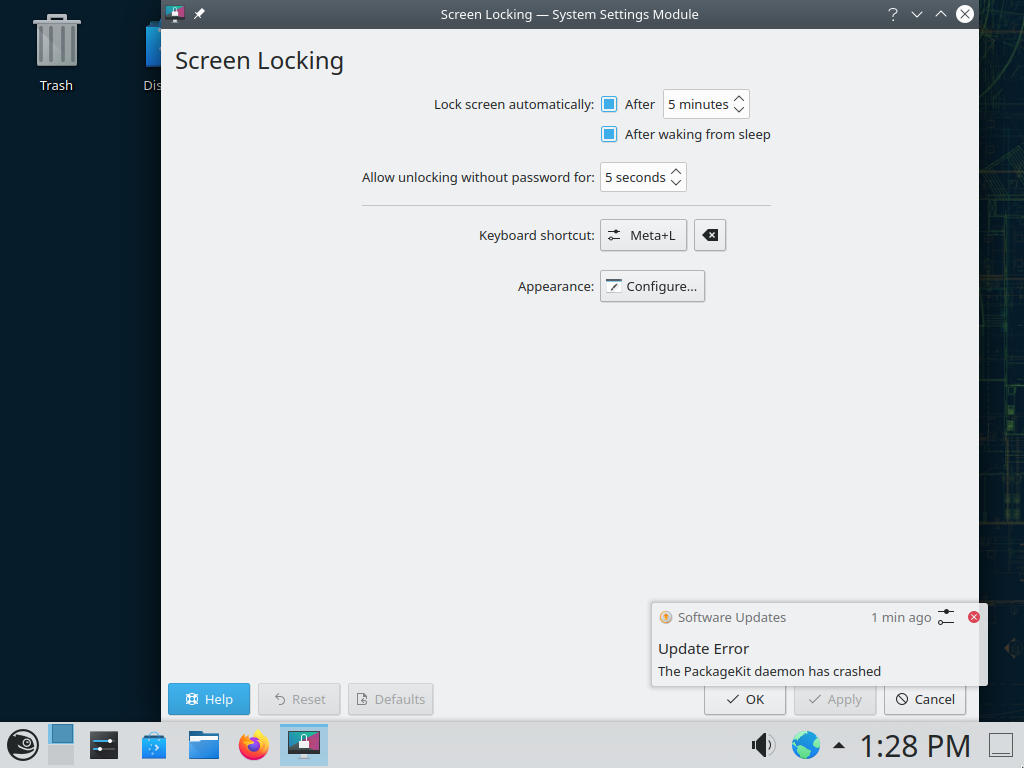 Screen Locking — System Settings Module
Trash
Dis
Screen Locking
Lock screen automatically: After 5 minutes
After waking from sleep
Allow unlocking without password for: 5 seconds
Keyboard shortcut: Meta+L
Appearance: Configure...
Software Updates 1 min ago
Update Error
The PackageKit daemon has crashed
Help Reset Defaults OK Apply Cancel
1:28 PM